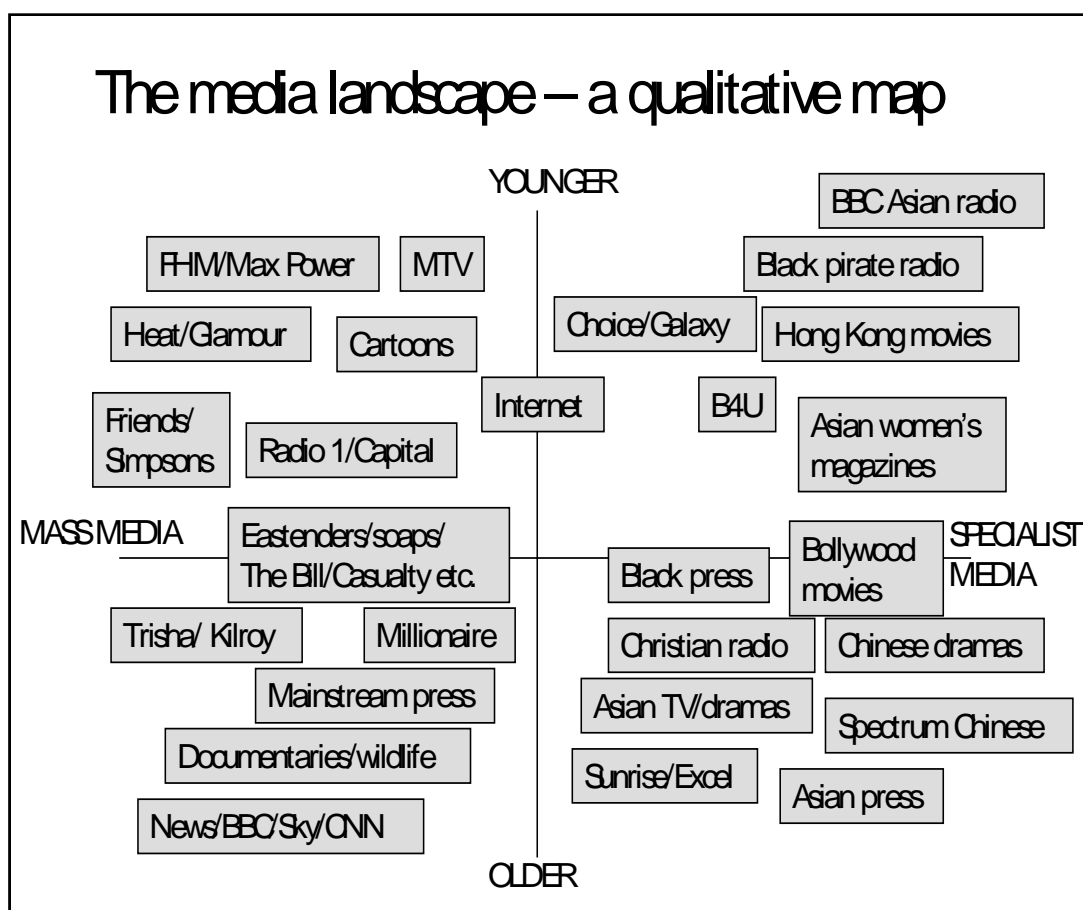 The media landscape – a qualitative map
YOUNGER
BBC Asian radio
FHM/Max Power
MTV
Black pirate radio
Heat/Glamour
Cartoons
Choice/Galaxy
Hong Kong movies
Internet
B4U
Friends/
Simpsons
Radio 1/Capital
Asian women's
magazines
MASS MEDIA
Eastenders/soaps/
The Bill/Casualty etc.
Black press
Bollywood
movies
SPECIALIST
MEDIA
Trisha/ Kilroy
Millionaire
Christian radio
Chinese dramas
Mainstream press
Asian TV/dramas
Spectrum Chinese
Documentaries/wildlife
Sunrise/Excel
Asian press
News/BBC/Sky/CNN
OLDER